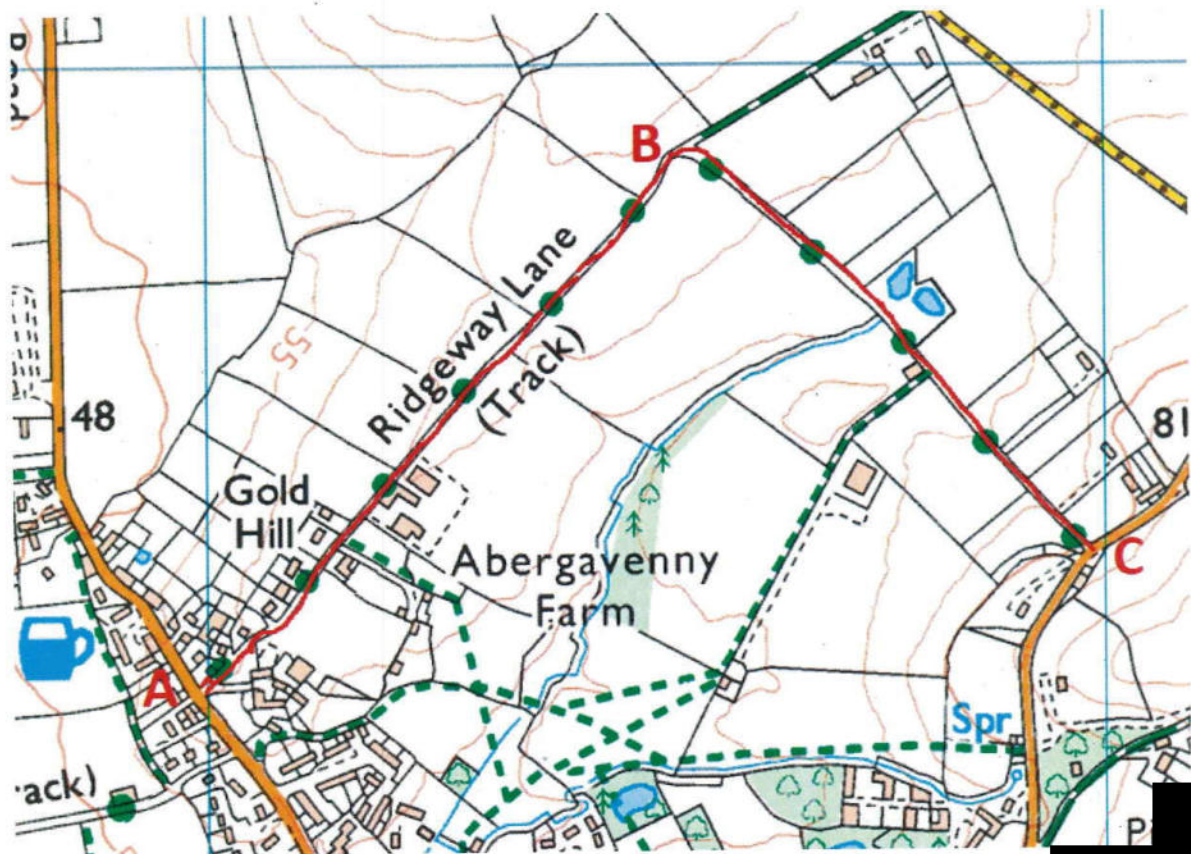 B
Ridgeway Lane
(Track)
55
48
81
Gold
Hill
Abergavenny
Farm
C
A
Spr
rack)